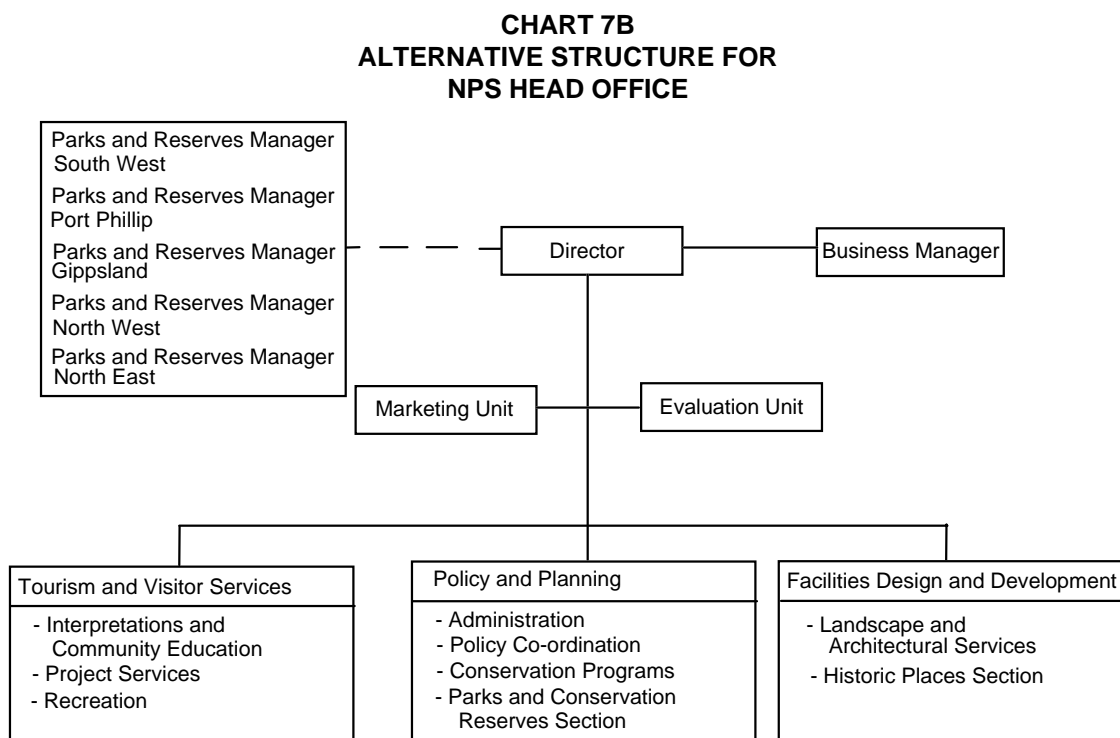 CHART 7B
ALTERNATIVE STRUCTURE FOR
NPS HEAD OFFICE
Parks and Reserves Manager
South West
Parks and Reserves Manager
Port Phillip
Parks and Reserves Manager
Gippsland
Parks and Reserves Manager
North West
Parks and Reserves Manager
North East
Director
Business Manager
Marketing Unit
Evaluation Unit
Tourism and Visitor Services
- Interpretations and
Community Education
- Project Services
- Recreation
Policy and Planning
- Administration
- Policy Co-ordination
- Conservation Programs
- Parks and Conservation
Reserves Section
Facilities Design and Development
- Landscape and
Architectural Services
- Historic Places Section